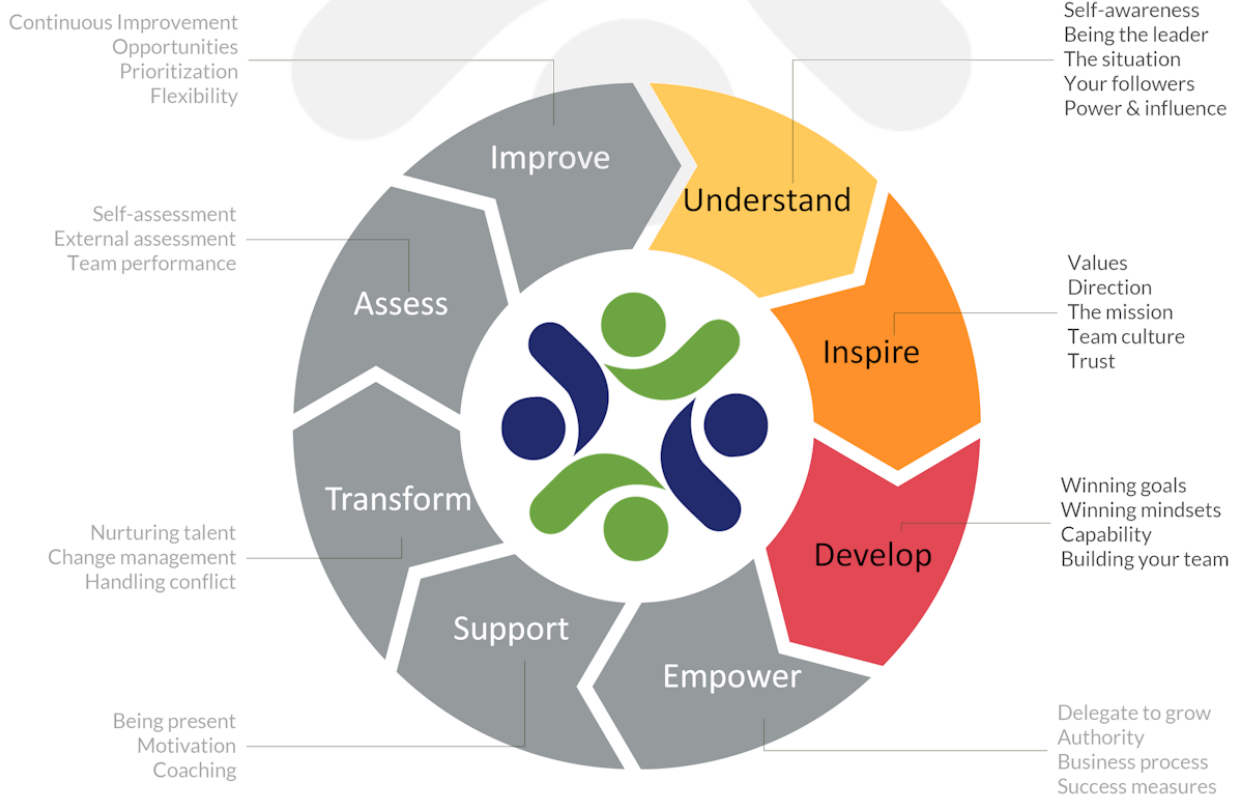 Continuous Improvement
Opportunities
Prioritization
Flexibility
Self-awareness
Being the leader
The situation
Your followers
Power & influence
Improve
Understand
Self-assessment
External assessment
Team performance
Assess
Values
Direction
The mission
Team culture
Trust
Inspire
Transform
Winning goals
Winning mindsets
Capability
Building your team
Develop
Nurturing talent
Change management
Handling conflict
Support
Empower
Being present
Motivation
Coaching
Delegate to grow
Authority
Business process
Success measures